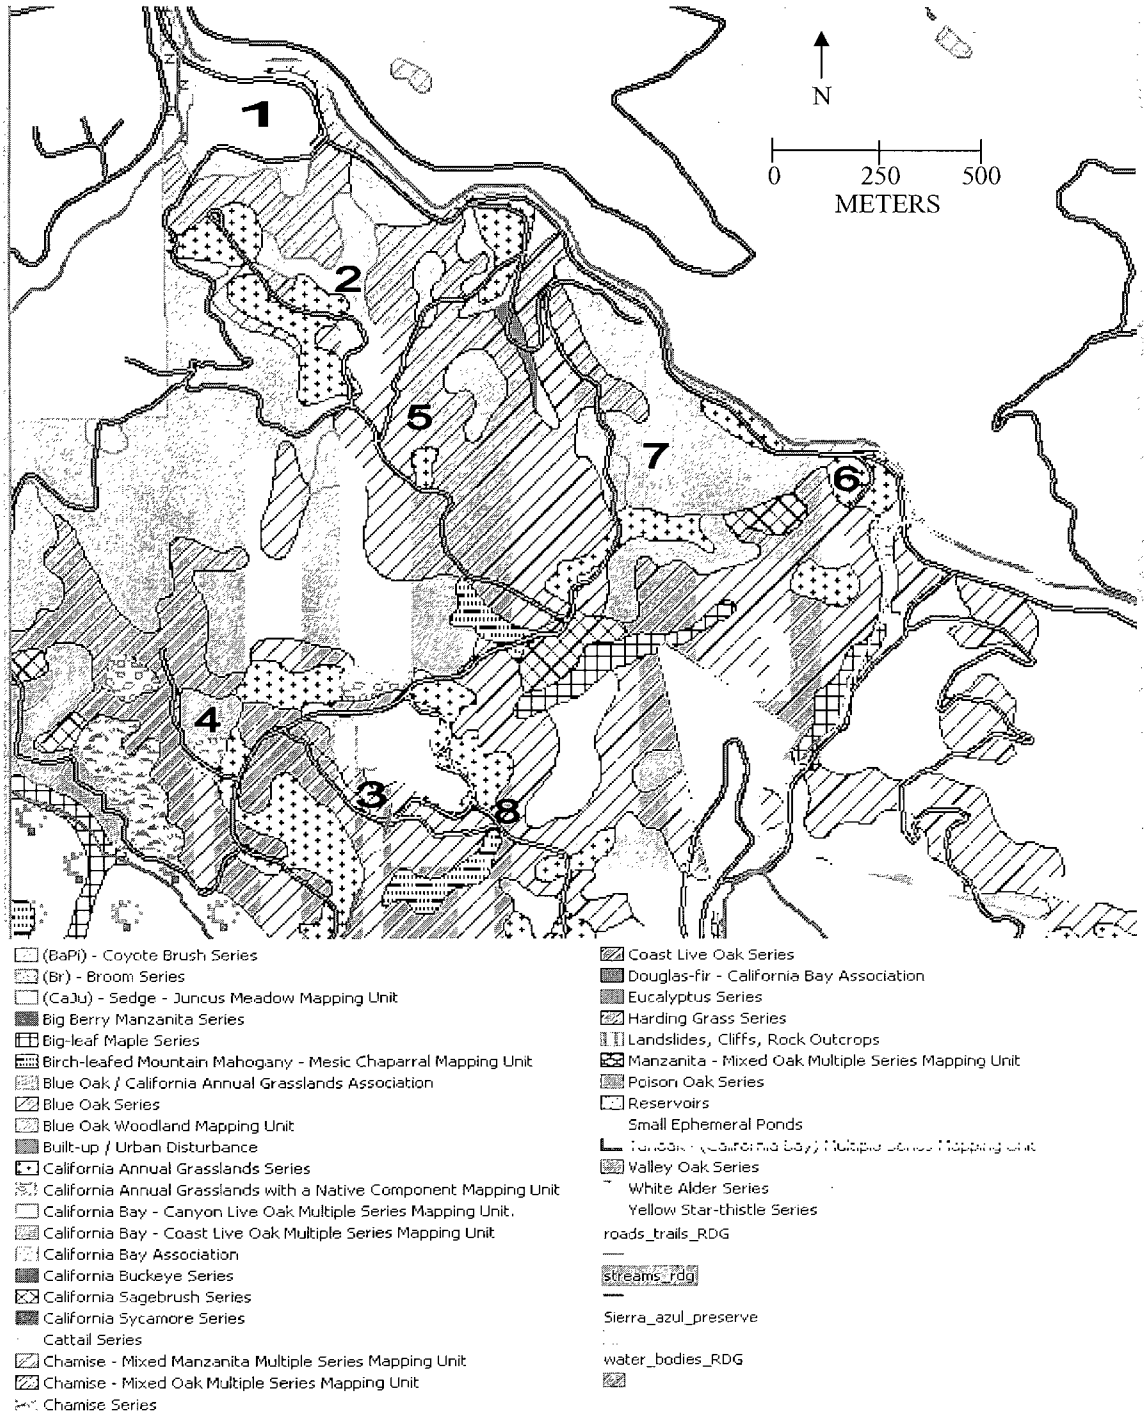 1
N
0 250 500
METERS
2
5
7
6
4
3
8
(BaPi) - Coyote Brush Series
(Br) - Broom Series
(CaJu) - Sedge - Juncus Meadow Mapping Unit
Big Berry Manzanita Series
Big-leaf Maple Series
Birch-leafed Mountain Mahogany - Mesic Chaparral Mapping Unit
Blue Oak / California Annual Grasslands Association
Blue Oak Series
Blue Oak Woodland Mapping Unit
Built-up / Urban Disturbance
California Annual Grasslands Series
California Annual Grasslands with a Native Component Mapping Unit
California Bay - Canyon Live Oak Multiple Series Mapping Unit.
California Bay - Coast Live Oak Multiple Series Mapping Unit
California Bay Association
California Buckeye Series
California Sagebrush Series
California Sycamore Series
Cattail Series
Chamise - Mixed Manzanita Multiple Series Mapping Unit
Chamise - Mixed Oak Multiple Series Mapping Unit
Chamise Series
Coast Live Oak Series
Douglas-fir - California Bay Association
Eucalyptus Series
Harding Grass Series
Landslides, Cliffs, Rock Outcrops
Manzanita - Mixed Oak Multiple Series Mapping Unit
Poison Oak Series
Reservoirs
Small Ephemeral Ponds
Tanoak - (California Bay) Multiple Series Mapping Unit
Valley Oak Series
White Alder Series
Yellow Star-thistle Series
roads_trails_RDG
streams_rdg
Sierra_azul_preserve
water_bodies_RDG